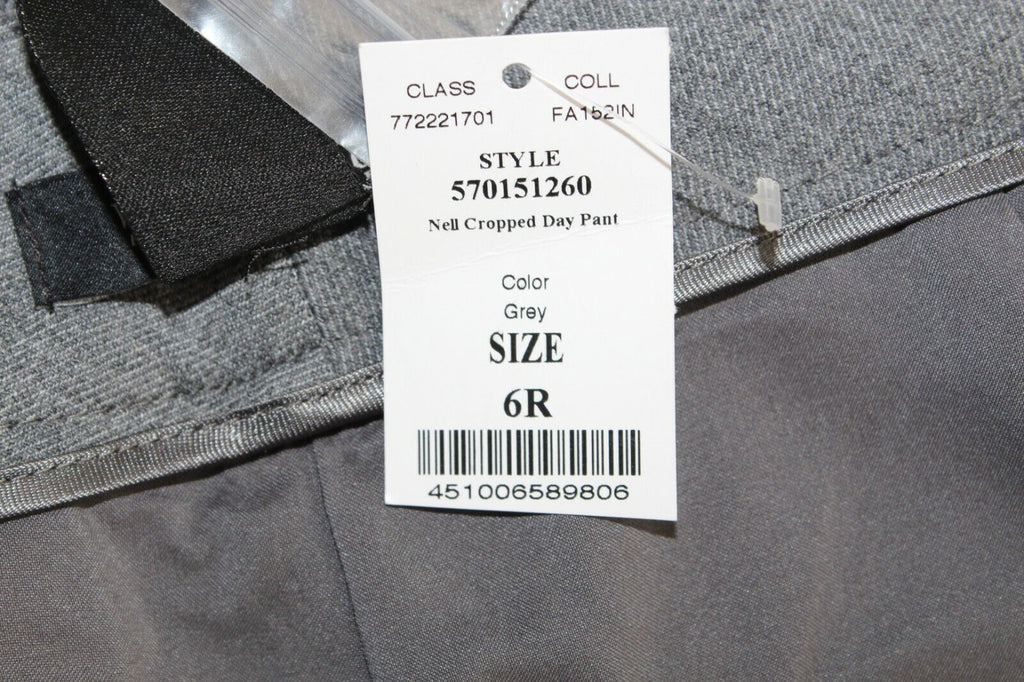 CLASS COLL
772221701 FA152IN
STYLE
570151260
Nell Cropped Day Pant
Color
Grey
SIZE
6R
451006589806